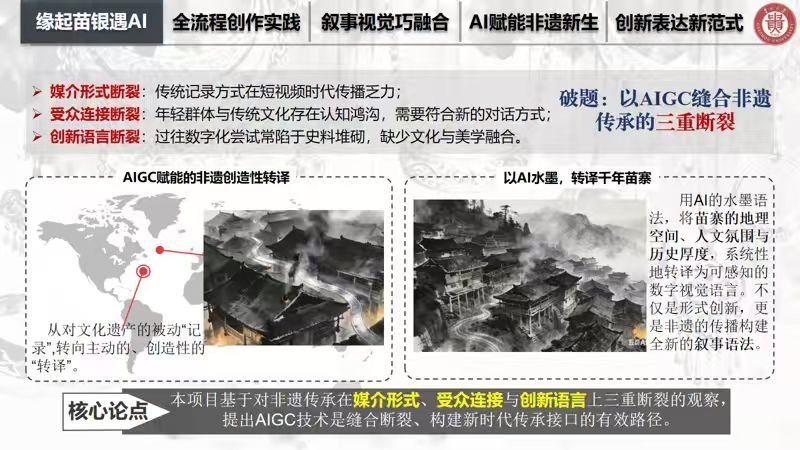 缘起苗银遇AI
全流程创作实践
叙事视觉巧融合
AI赋能非遗新生
创新表达新范式
媒介形式断裂：传统记录方式在短视频时代传播乏力；
受众连接断裂：年轻群体与传统文化存在认知鸿沟，需要符合新的对话方式；
创新语言断裂：过往数字化尝试常陷于史料堆砌，缺少文化与美学融合。
破题：以AIGC缝合非遗
传承的三重断裂
AIGC赋能的非遗创造性转译
从对文化遗产的被动“记
录”,转向主动的、创造性的
“转译”。
以AI水墨，转译千年苗寨
用AI的水墨语
法，将苗寨的地理
空间、人文氛围与
历史厚度，系统性
地转译为可感知的
数字视觉语言。不
仅是形式创新，更
是非遗的传播构建
全新的叙事语法。
核心论点
本项目基于对非遗传承在媒介形式、受众连接与创新语言上三重断裂的观察，
提出AIGC技术是缝合断裂、构建新时代传承接口的有效路径。